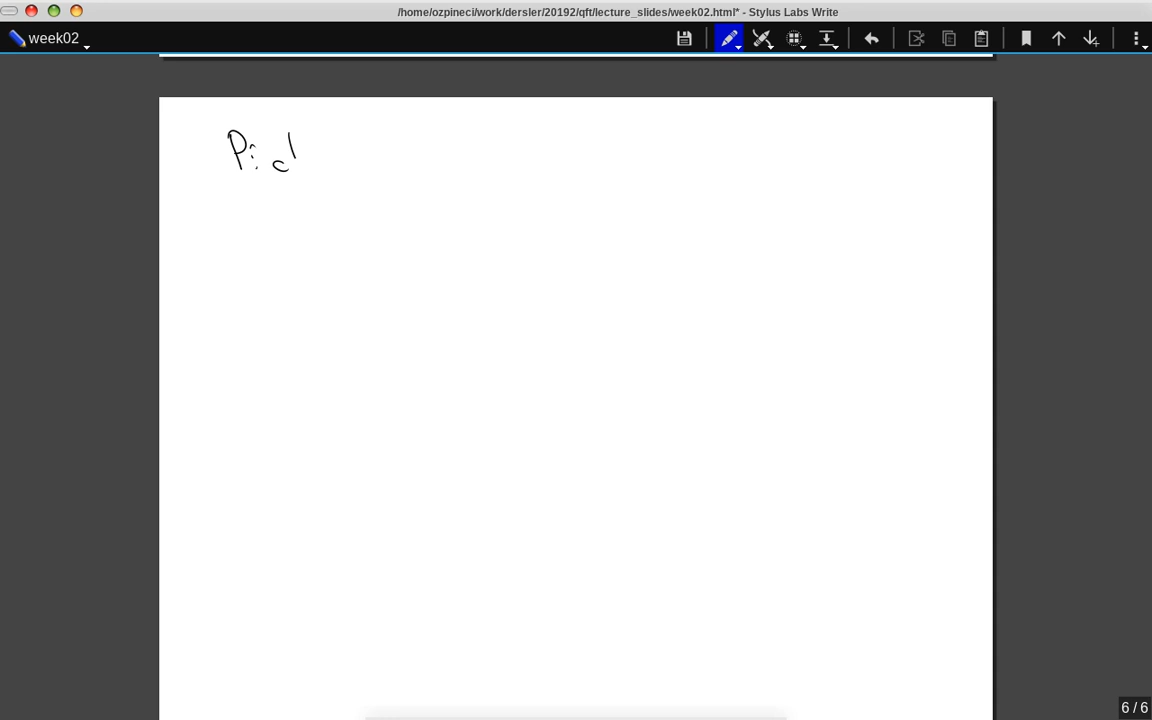 /home/ozpineci/work/dersler/20192/qft/lecture_slides/week02.html* - Stylus Labs Write
week02
6 / 6